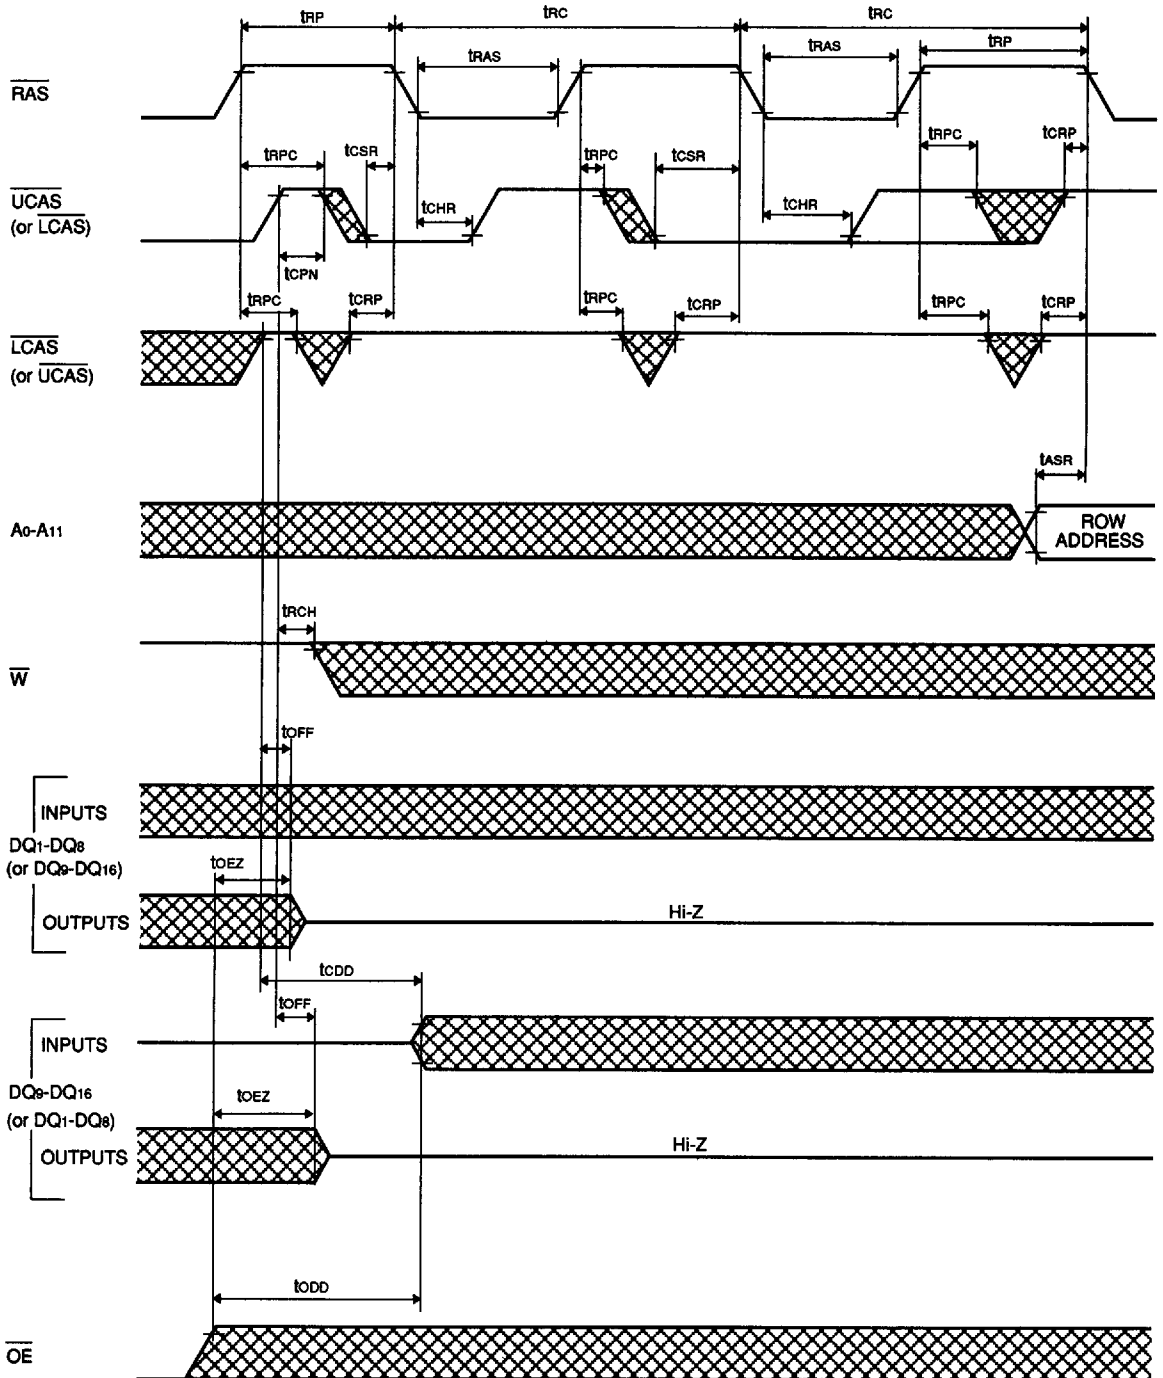 tRP
tRC
tRC
tRAS
tRAS
tRP
RAS
tRPC
tCSR
tRPC
tCSR
tRPC
tCRP
UCAS
(or LCAS)
tCHR
tCHR
tCPN
tRPC
tCRP
tRPC
tCRP
tRPC
tCRP
LCAS
(or UCAS)
tASR
A0-A11
ROW
ADDRESS
tRCH
W
tOFF
INPUTS
DQ1-DQ8
(or DQ9-DQ16)
tOEZ
OUTPUTS
Hi-Z
tCDD
tOFF
INPUTS
DQ9-DQ16
(or DQ1-DQ8)
tOEZ
OUTPUTS
Hi-Z
tODD
OE